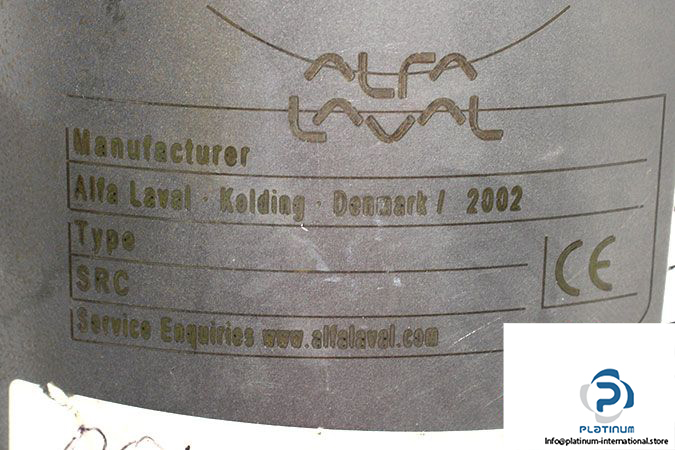 ALFA
LAVAL
Manufacturer
Alfa Laval · Kolding · Denmark / 2002
Type
SRC
CE
Service Enquiries www.alfalaval.com
P
PLATINUM
Info@platinum-international.store